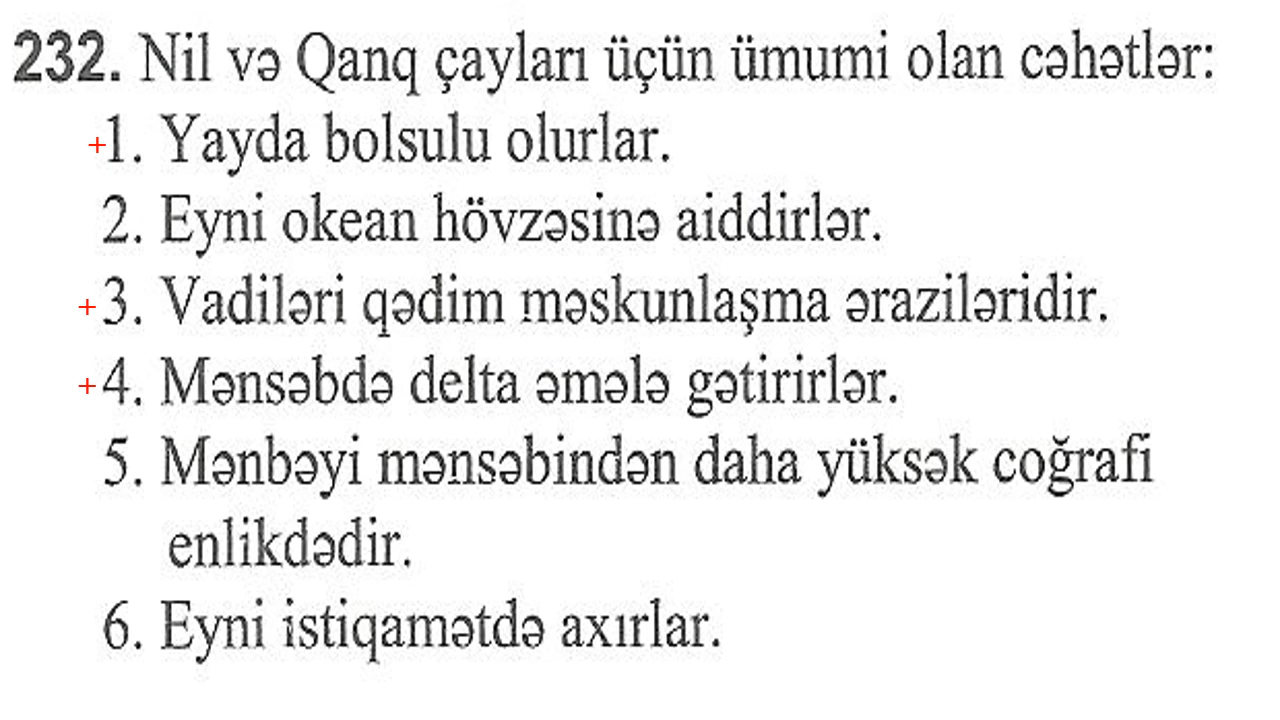 232. Nil və Qanq çayları üçün ümumi olan cəhətlər:
+1. Yayda bolsulu olurlar.
2. Eyni okean hövzəsinə aiddirlər.
+3. Vadiləri qədim məskunlaşma əraziləridir.
+4. Mənsəbdə delta əmələ gətirirlər.
5. Mənbəyi mənsəbindən daha yüksək coğrafi
enlikdədir.
6. Eyni istiqamətdə axırlar.